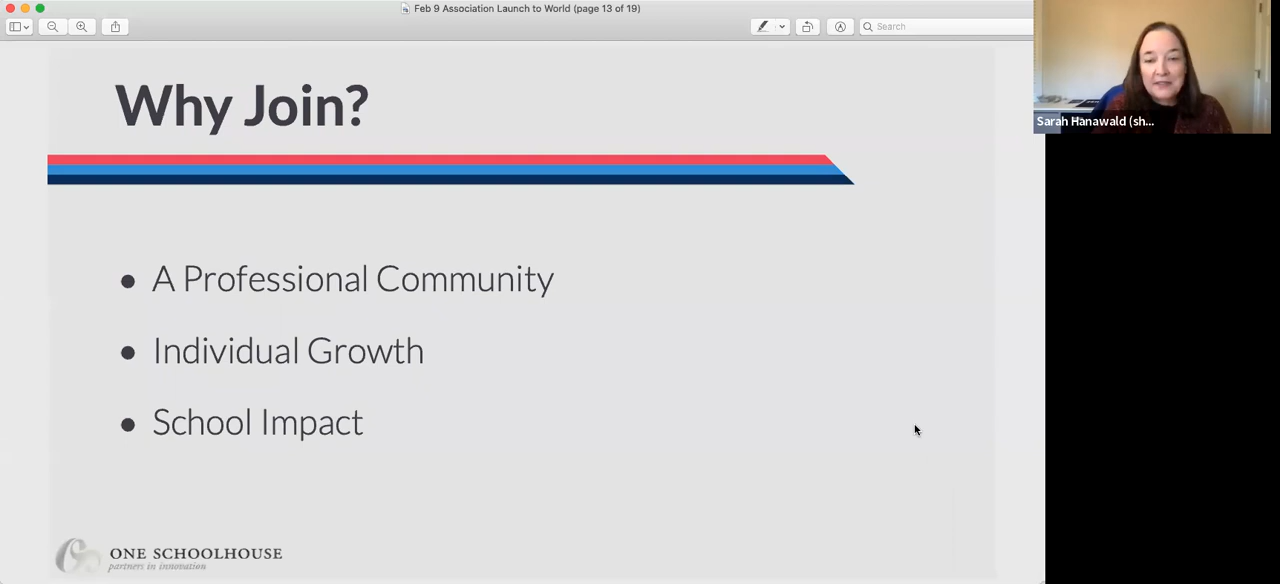 Feb 9 Association Launch to World (page 13 of 19)
Search
Sarah Hanawald (sh...
Why Join?
● A Professional Community
● Individual Growth
● School Impact
ONE SCHOOLHOUSE
partners in innovation